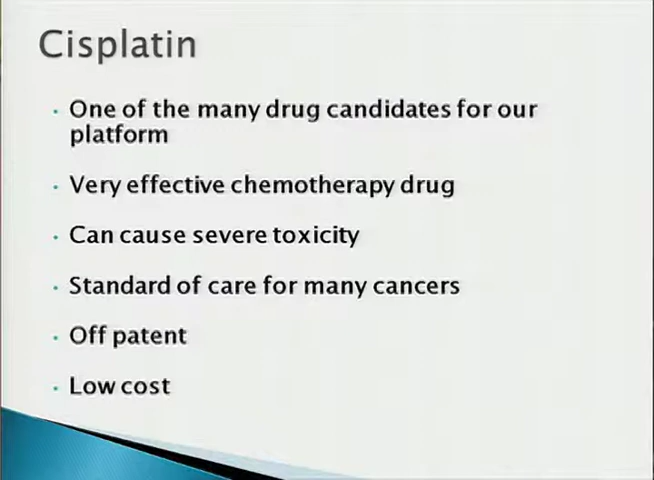 Cisplatin
One of the many drug candidates for our
platform
Very effective chemotherapy drug
Can cause severe toxicity
Standard of care for many cancers
Off patent
Low cost